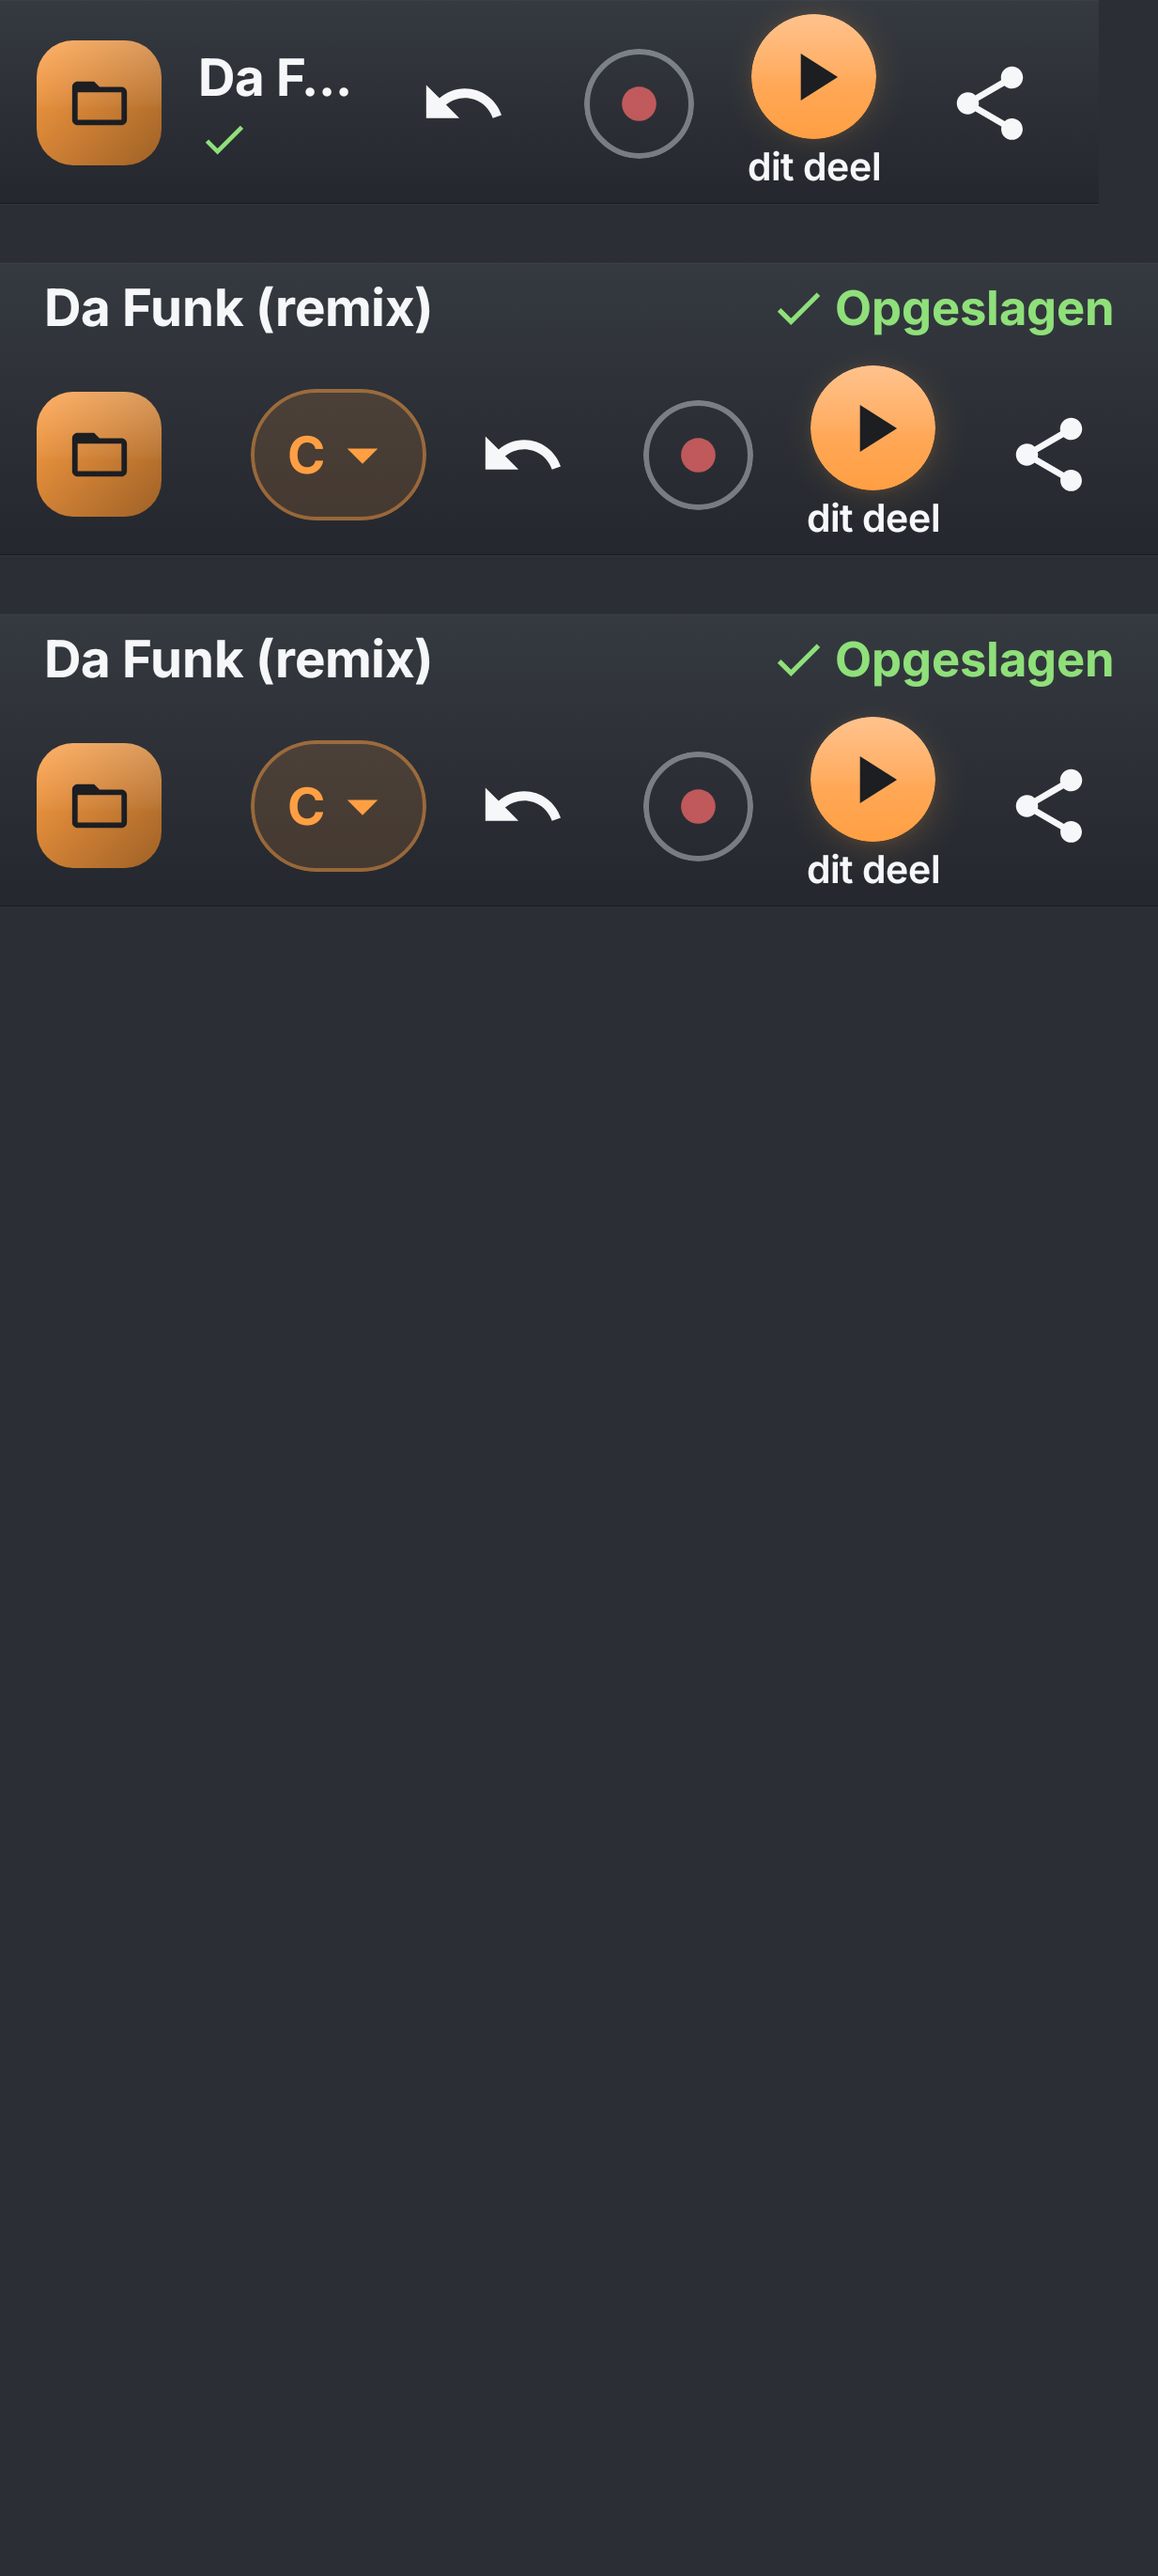 Da F...
dit deel
Da Funk (remix)
Opgeslagen
C
dit deel
Da Funk (remix)
Opgeslagen
C
dit deel